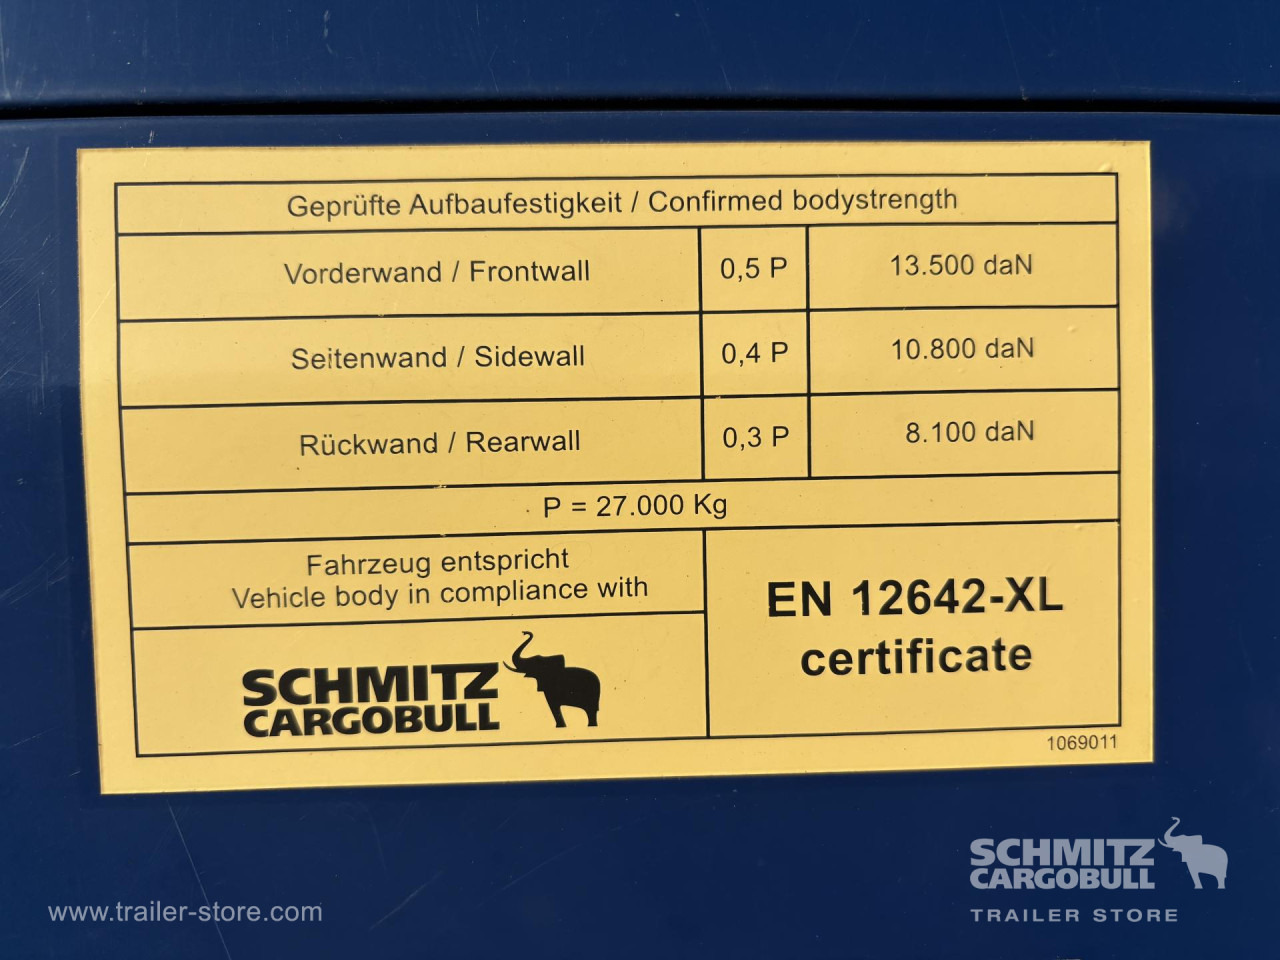 Geprüfte Aufbaufestigkeit / Confirmed bodystrength
Vorderwand / Frontwall 0,5 P 13.500 daN
Seitenwand / Sidewall 0,4 P 10.800 daN
Rückwand / Rearwall 0,3 P 8.100 daN
P = 27.000 Kg
Fahrzeug entspricht
Vehicle body in compliance with
EN 12642-XL
certificate
SCHMITZ
CARGOBULL
1069011
SCHMITZ
CARGOBULL
TRAILER STORE
www.trailer-store.com